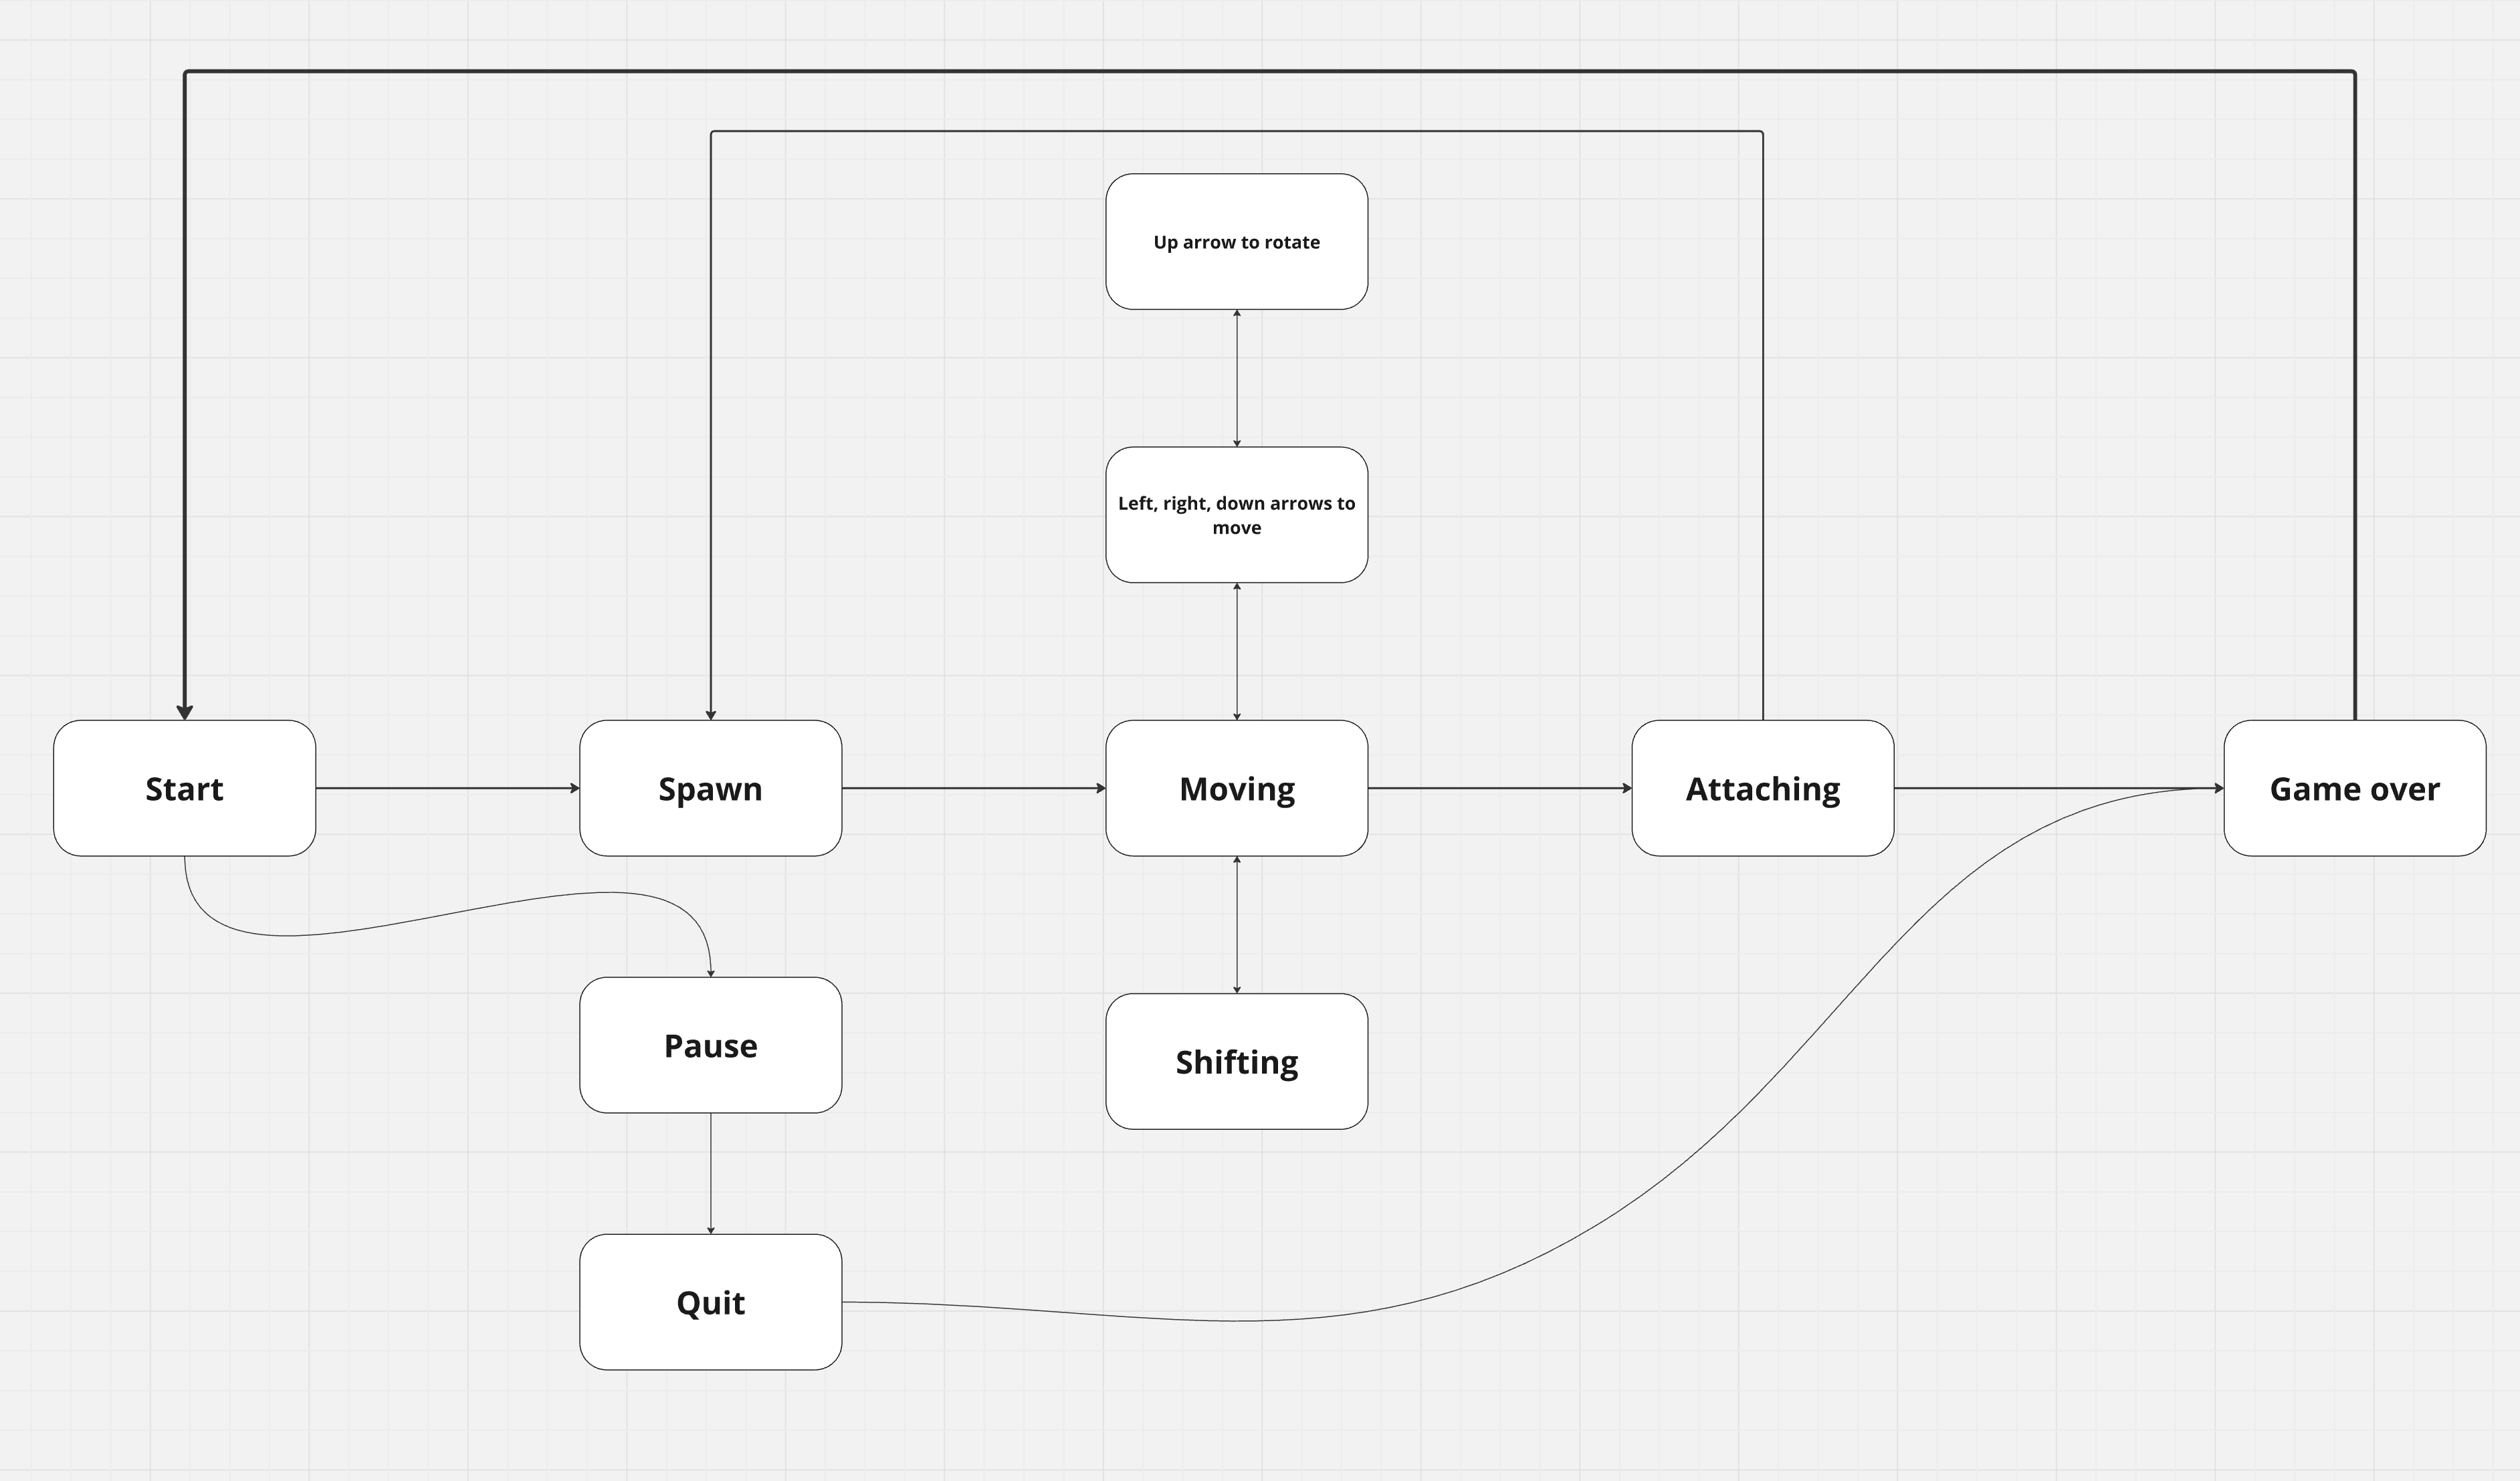 Up arrow to rotate
Left, right, down arrows to
move
Start
Spawn
Moving
Attaching
Game over
Pause
Shifting
Quit